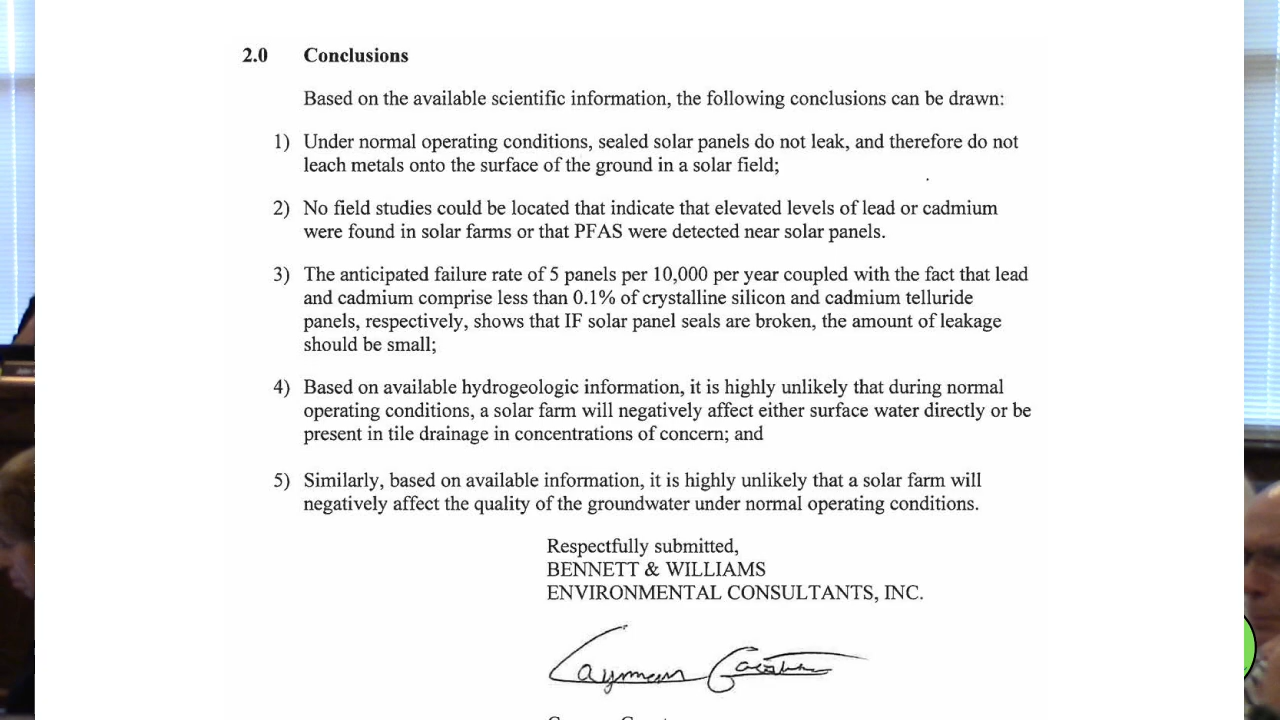 2.0 Conclusions
Based on the available scientific information, the following conclusions can be drawn:
1) Under normal operating conditions, sealed solar panels do not leak, and therefore do not
leach metals onto the surface of the ground in a solar field;
2) No field studies could be located that indicate that elevated levels of lead or cadmium
were found in solar farms or that PFAS were detected near solar panels.
3) The anticipated failure rate of 5 panels per 10,000 per year coupled with the fact that lead
and cadmium comprise less than 0.1% of crystalline silicon and cadmium telluride
panels, respectively, shows that IF solar panel seals are broken, the amount of leakage
should be small;
4) Based on available hydrogeologic information, it is highly unlikely that during normal
operating conditions, a solar farm will negatively affect either surface water directly or be
present in tile drainage in concentrations of concern; and
5) Similarly, based on available information, it is highly unlikely that a solar farm will
negatively affect the quality of the groundwater under normal operating conditions.
Respectfully submitted,
BENNETT & WILLIAMS
ENVIRONMENTAL CONSULTANTS, INC.